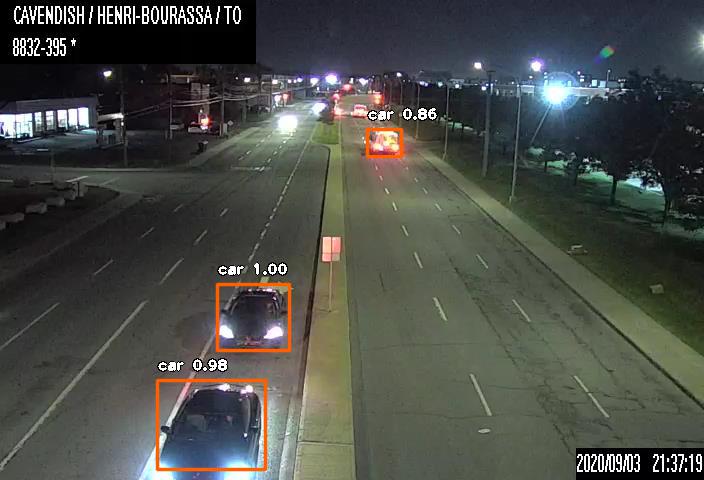 CAVENDISH / HENRI-BOURASSA / TO
8832-395 *
car 0.86
car 1.00
car 0.98
2020/09/03 21:37:19